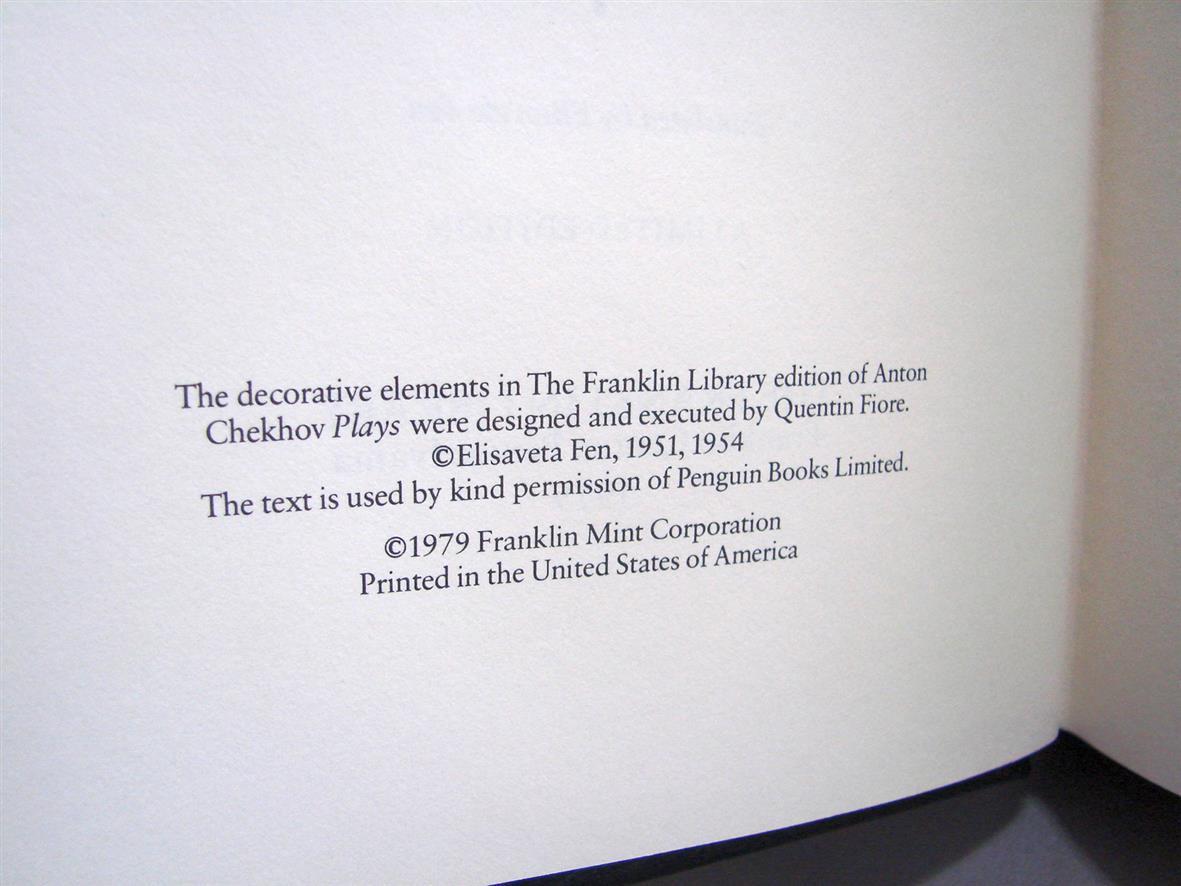 The decorative elements in The Franklin Library edition of Anton
Chekhov Plays were designed and executed by Quentin Fiore.
©Elisaveta Fen, 1951, 1954
The text is used by kind permission of Penguin Books Limited.
©1979 Franklin Mint Corporation
Printed in the United States of America